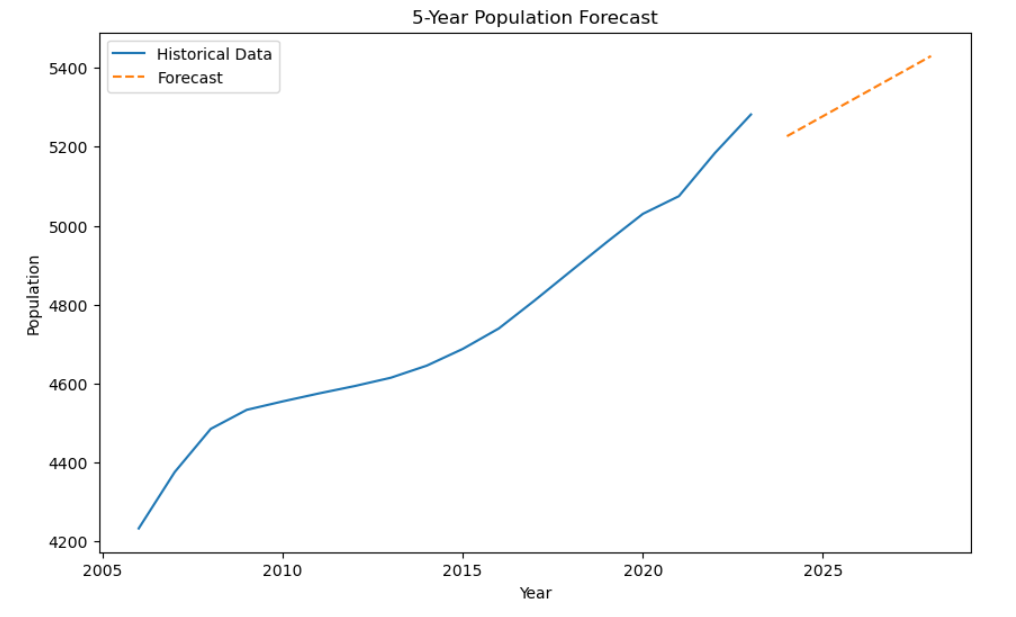 5-Year Population Forecast
Historical Data
Forecast
5400
5200
5000
4800
4600
4400
4200
Population
2005 2010 2015 2020 2025
Year